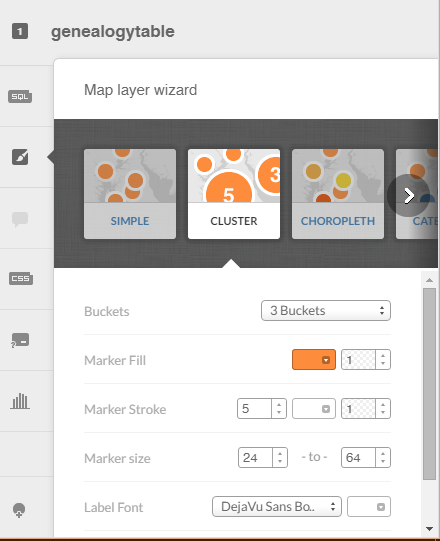 1 genealogytable
SQL
Map layer wizard
5 3
SIMPLE CLUSTER CHOROPLETH CATE
CSS
Buckets 3 Buckets
Marker Fill 1
Marker Stroke 5 1
Marker size 24 - to - 64
Label Font DejaVu Sans Bo..